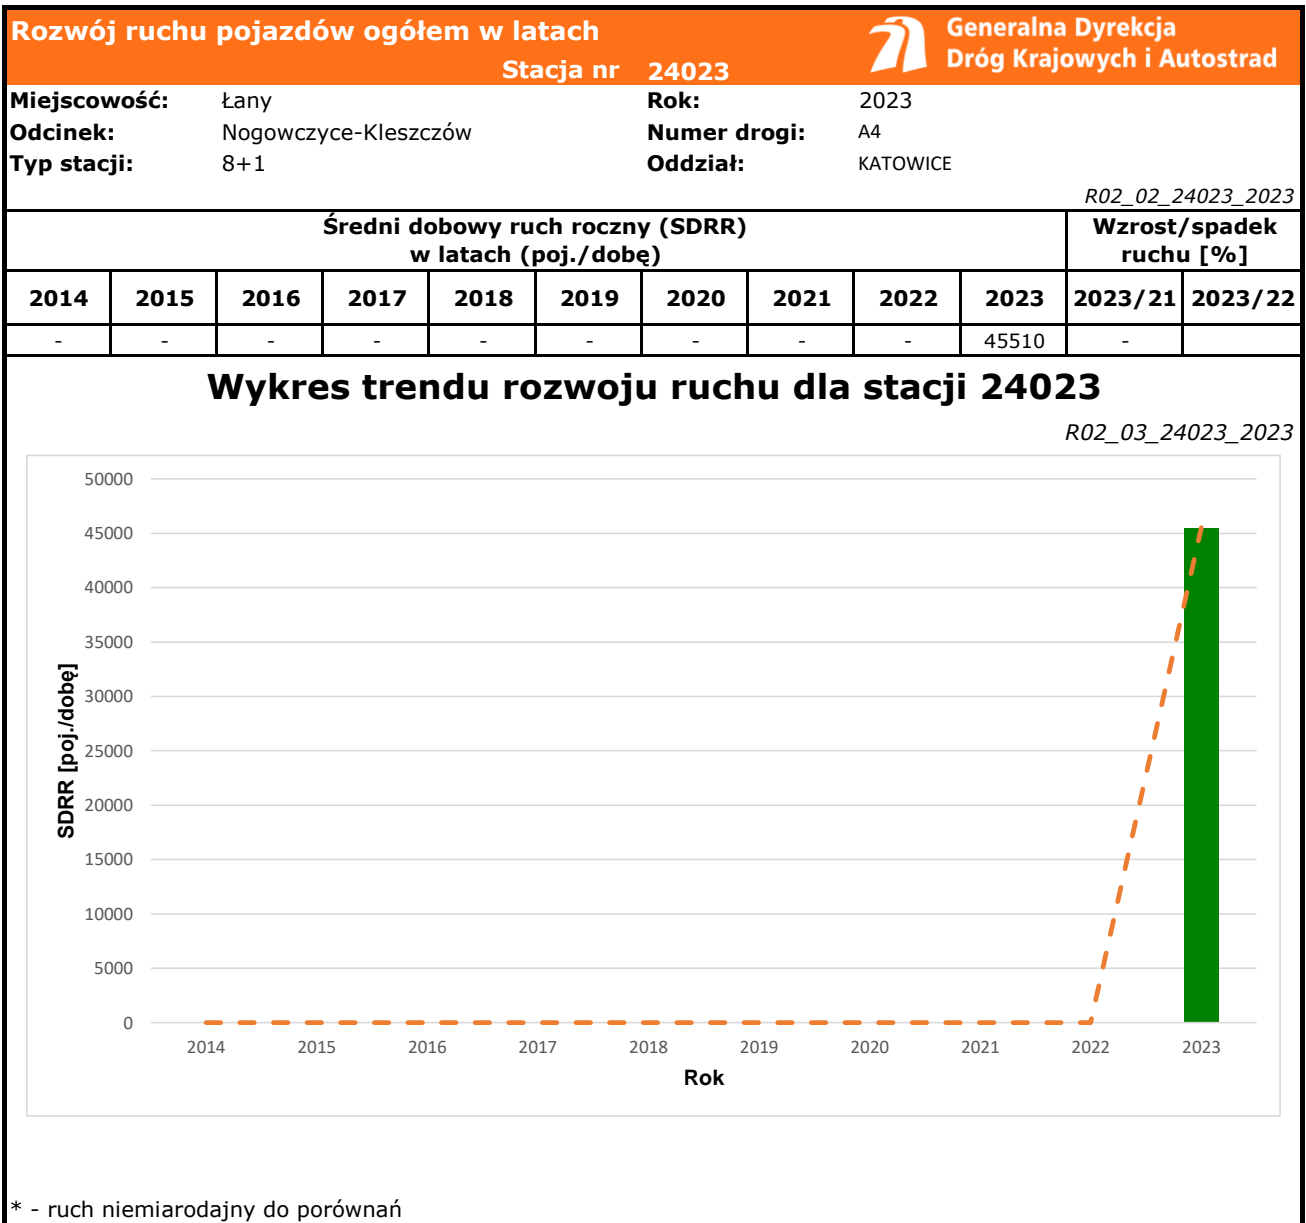 Rozwój ruchu pojazdów ogółem w latach
Stacja nr 24023
Generalna Dyrekcja
Dróg Krajowych i Autostrad
Miejscowość: Łany Rok: 2023
Odcinek: Nogowczyce-Kleszczów Numer drogi: A4
Typ stacji: 8+1 Oddział: KATOWICE
R02_02_24023_2023
Średni dobowy ruch roczny (SDRR)
w latach (poj./dobę)
Wzrost/spadek
ruchu [%]
2014 2015 2016 2017 2018 2019 2020 2021 2022 2023 2023/21 2023/22
- - - - - - - - - 45510 -
Wykres trendu rozwoju ruchu dla stacji 24023
R02_03_24023_2023
50000
45000
40000
35000
30000
25000
20000
15000
10000
5000
0
SDRR [poj./dobę]
2014 2015 2016 2017 2018 2019 2020 2021 2022 2023
Rok
* - ruch niemiarodajny do porównań